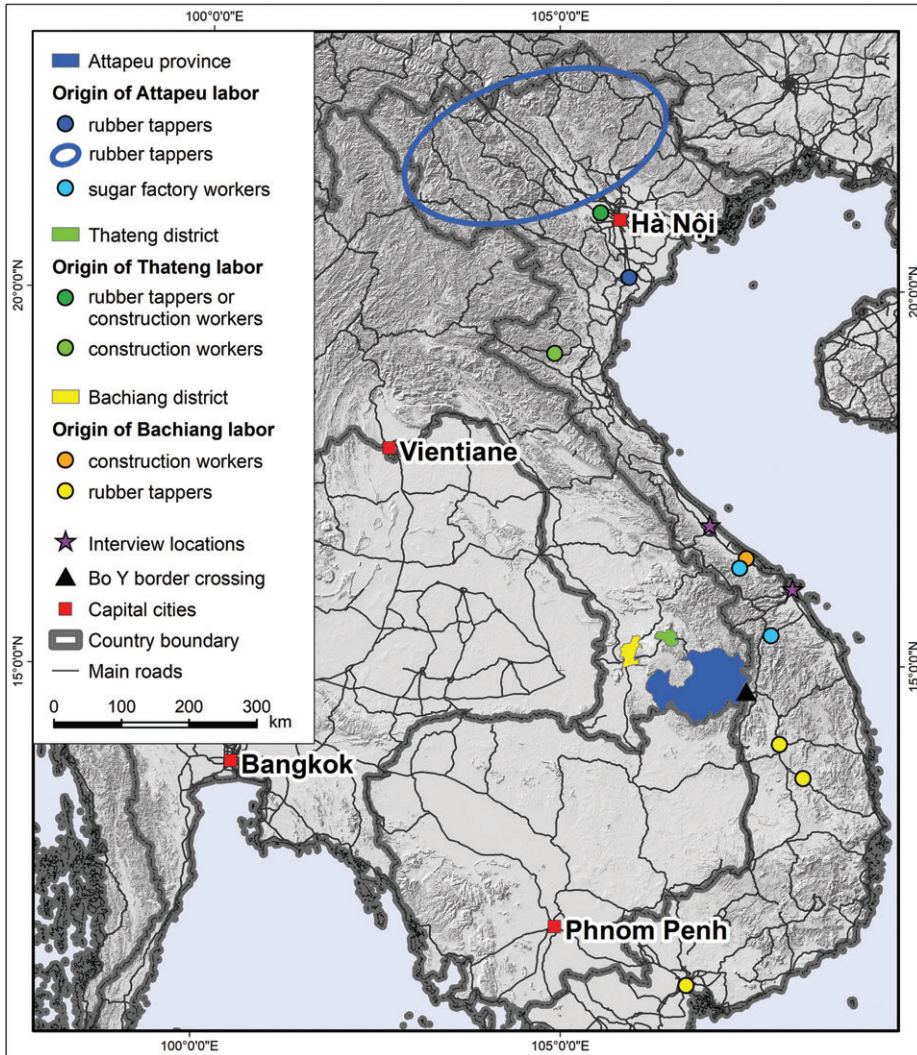 100°0'0"E 105°0'0"E
Attapeu province
Origin of Attapeu labor
rubber tappers
rubber tappers
sugar factory workers
Thateng district
Origin of Thateng labor
rubber tappers or
construction workers
construction workers
Bachiang district
Origin of Bachiang labor
construction workers
rubber tappers
Interview locations
Bo Y border crossing
Capital cities
Country boundary
Main roads
0 100 200 300
km
Hà Nội
Vientiane
Bangkok
Phnom Penh
20°0'0"N
15°0'0"N
20°0'0"N
15°0'0"N
100°0'0"E 105°0'0"E